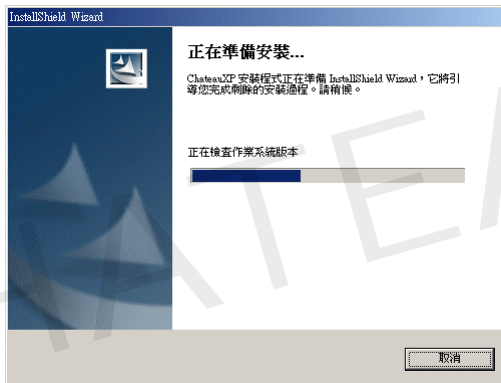 InstallShield Wizard
正在準備安裝...
ChateauXP 安裝程式正在準備 InstallShield Wizard，它將引
導您完成剩餘的安裝過程。請稍候。
正在檢查作業系統版本
取消
HATEA